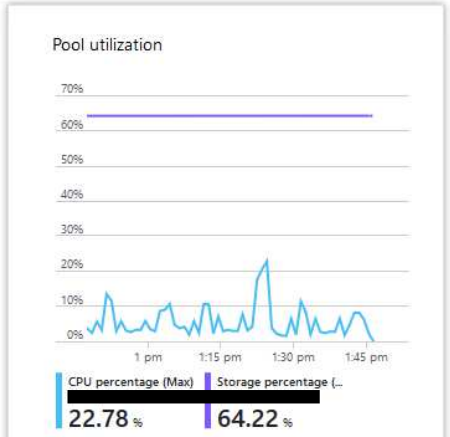 Pool utilization
70%
60%
50%
40%
30%
20%
10%
0%
1 pm 1:15 pm 1:30 pm 1:45 pm
CPU percentage (Max) Storage percentage (...
22.78 % 64.22 %